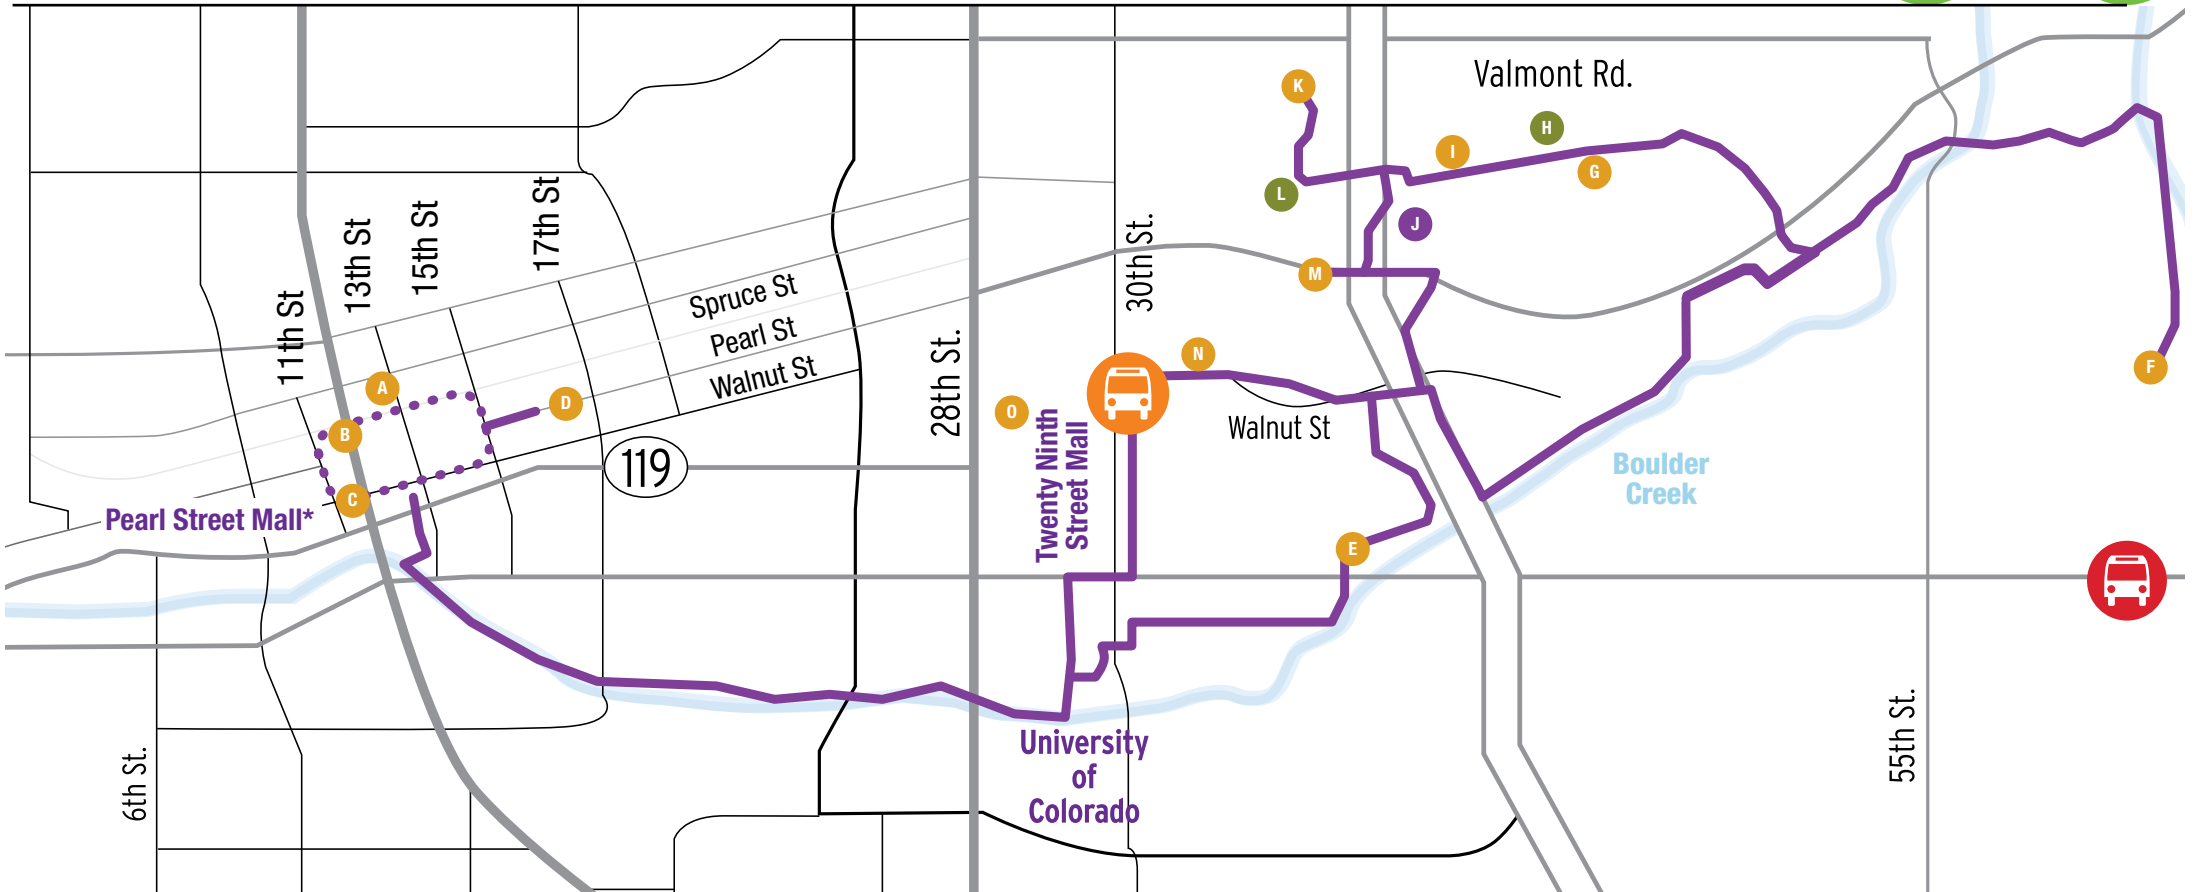 Valmont Rd.
K
H
I
G
L
J
M
17th St
15th St
13th St
11th St
30th St.
28th St.
Spruce St
Pearl St
Walnut St
A
B
C
D
N
O
F
Twenty Ninth
Street Mall
Walnut St
119
Boulder
Creek
Pearl Street Mall*
E
University
of
Colorado
6th St.
55th St.